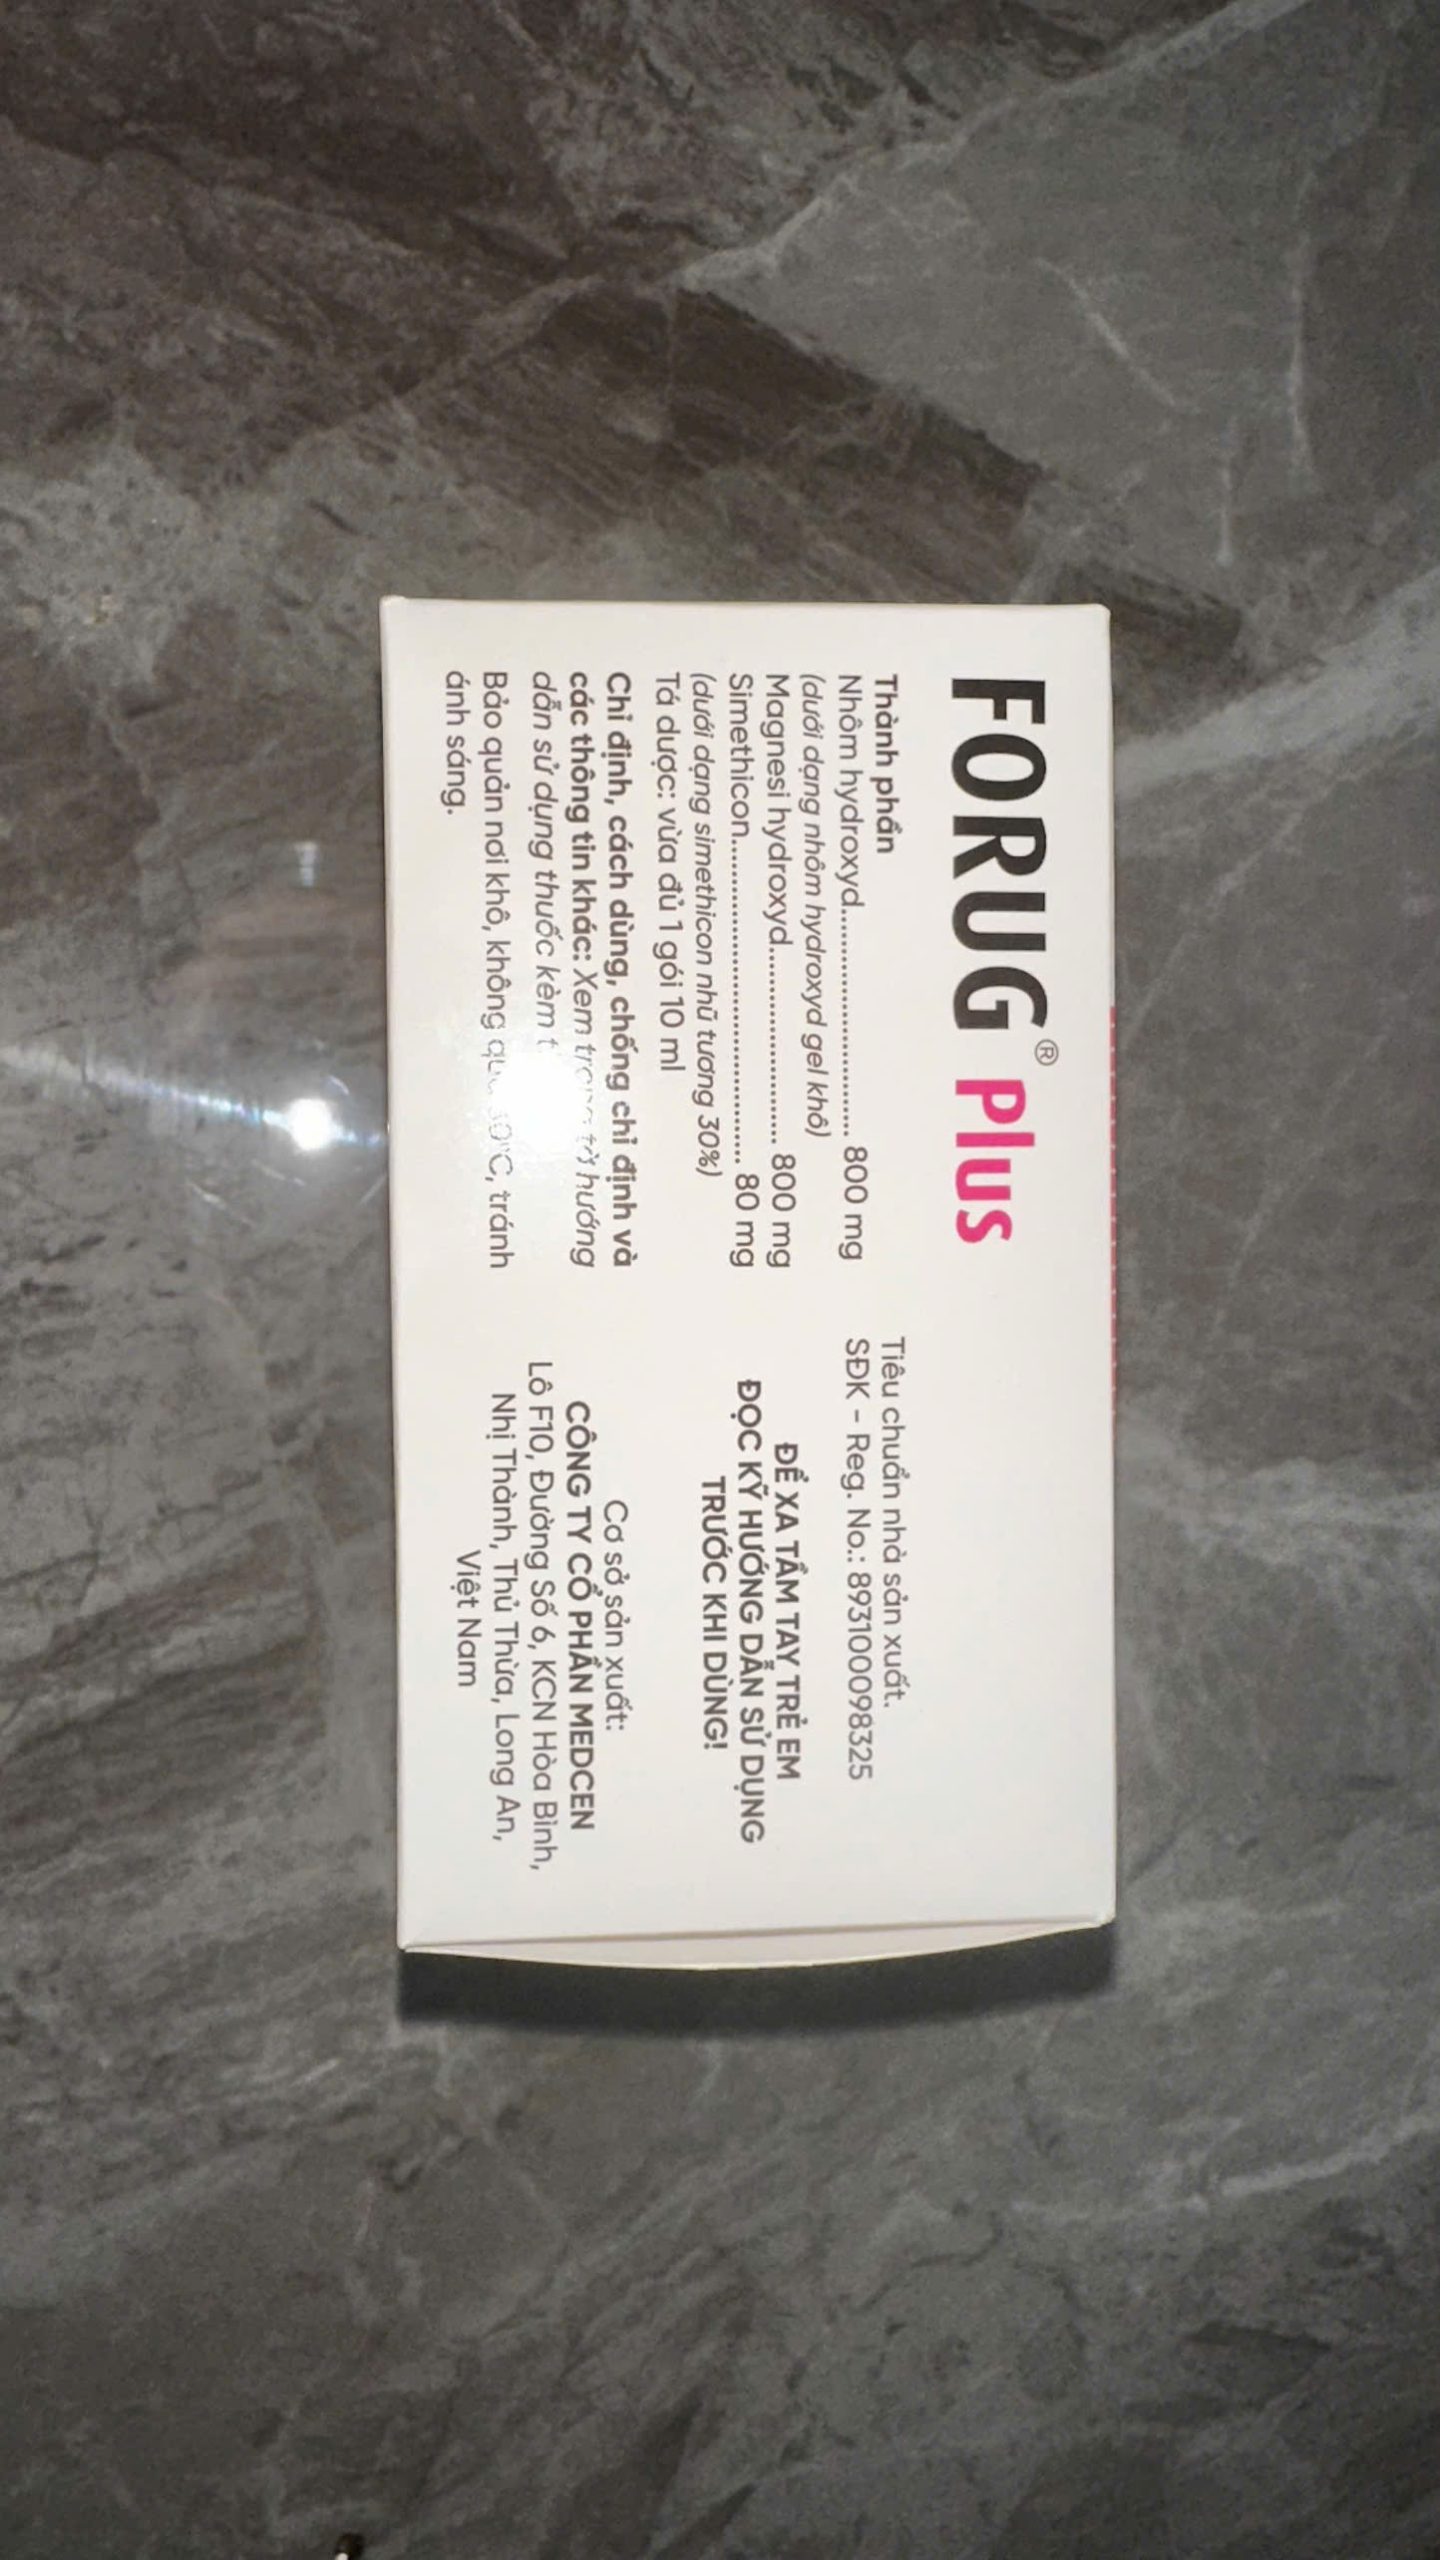 FORUG® Plus
Thành phần
Nhôm hydroxyd........................... 800 mg
(dưới dạng nhôm hydroxyd gel khô)
Magnesi hydroxyd....................... 800 mg
Simethicon..................................... 80 mg
(dưới dạng simethicon nhũ tương 30%)
Tá dược: vừa đủ 1 gói 10 ml
Chỉ định, cách dùng, chống chỉ định và
các thông tin khác: Xem trong tờ hướng
dẫn sử dụng thuốc kèm
Bảo quản nơi khô, không quá 30°C, tránh
ánh sáng.
Tiêu chuẩn nhà sản xuất.
SĐK - Reg. No.: 893100098325
ĐỂ XA TẦM TAY TRẺ EM
ĐỌC KỸ HƯỚNG DẪN SỬ DỤNG
TRƯỚC KHI DÙNG!
Cơ sở sản xuất:
CÔNG TY CỔ PHẦN MEDCEN
Lô F10, Đường Số 6, KCN Hòa Bình,
Nhị Thành, Thủ Thừa, Long An,
Việt Nam